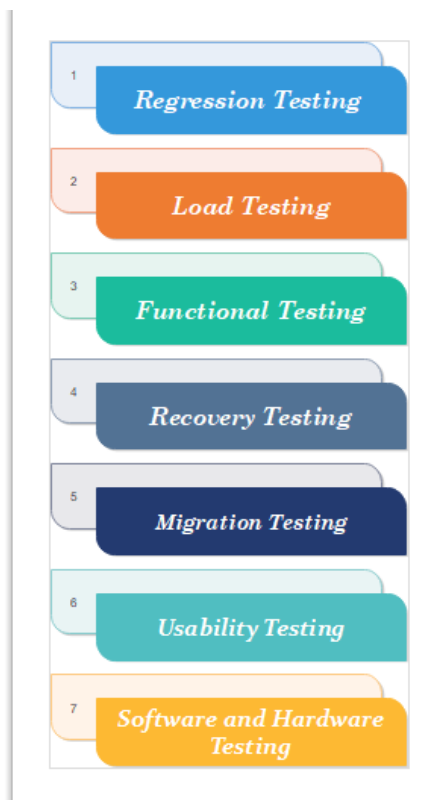 1
Regression Testing
2
Load Testing
3
Functional Testing
4
Recovery Testing
5
Migration Testing
6
Usability Testing
7
Software and Hardware
Testing